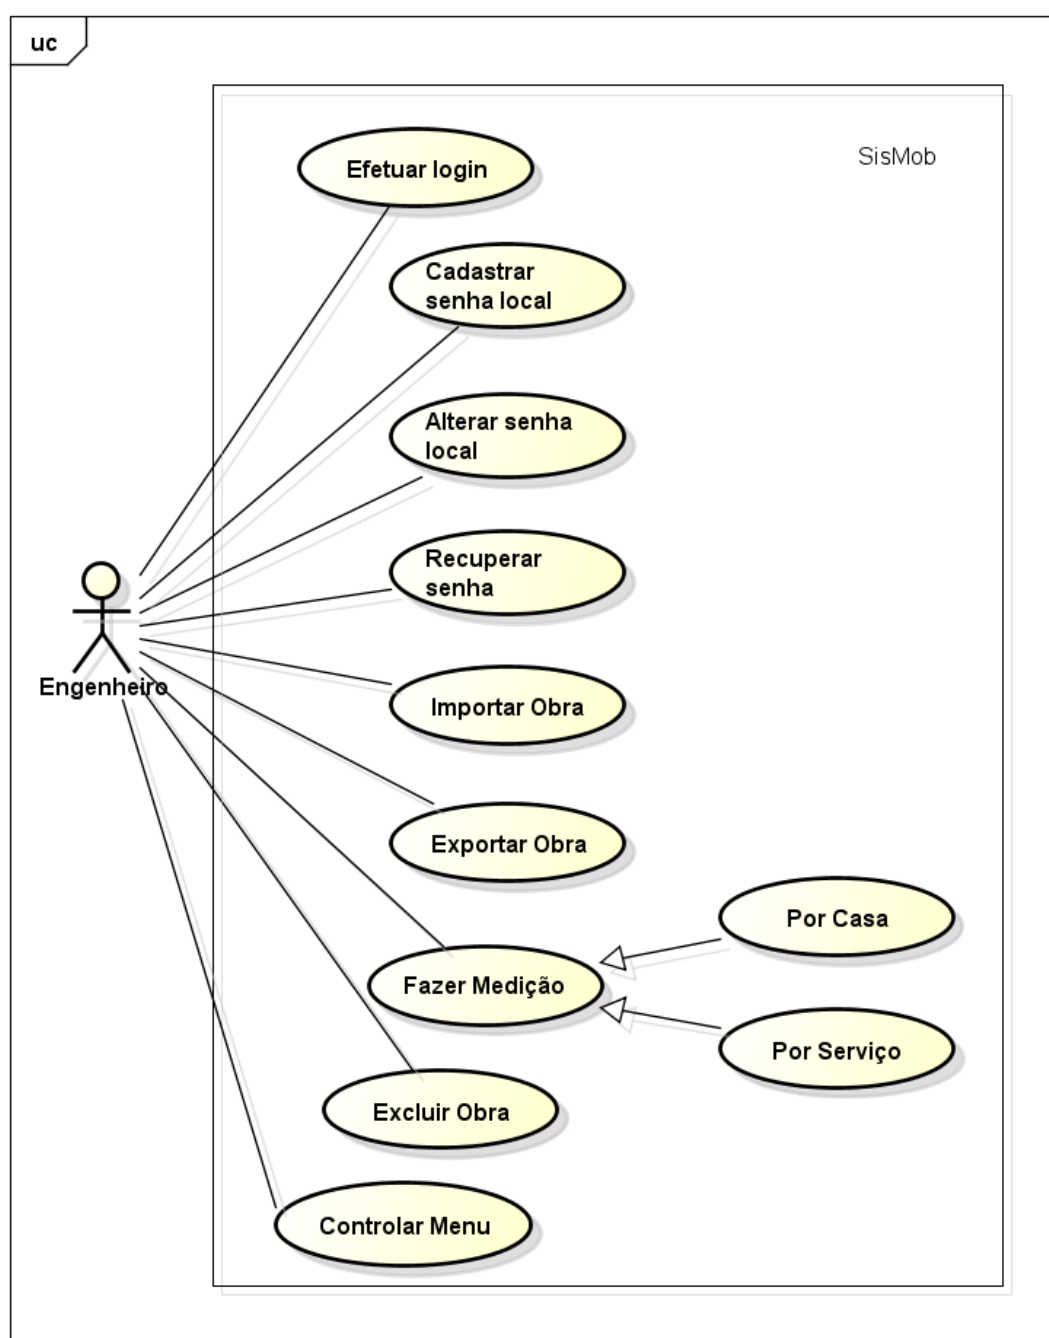 uc
SisMob
Efetuar login
Cadastrar
senha local
Alterar senha
local
Recuperar
senha
Engenheiro
Importar Obra
Exportar Obra
Por Casa
Fazer Medição
Por Serviço
Excluir Obra
Controlar Menu